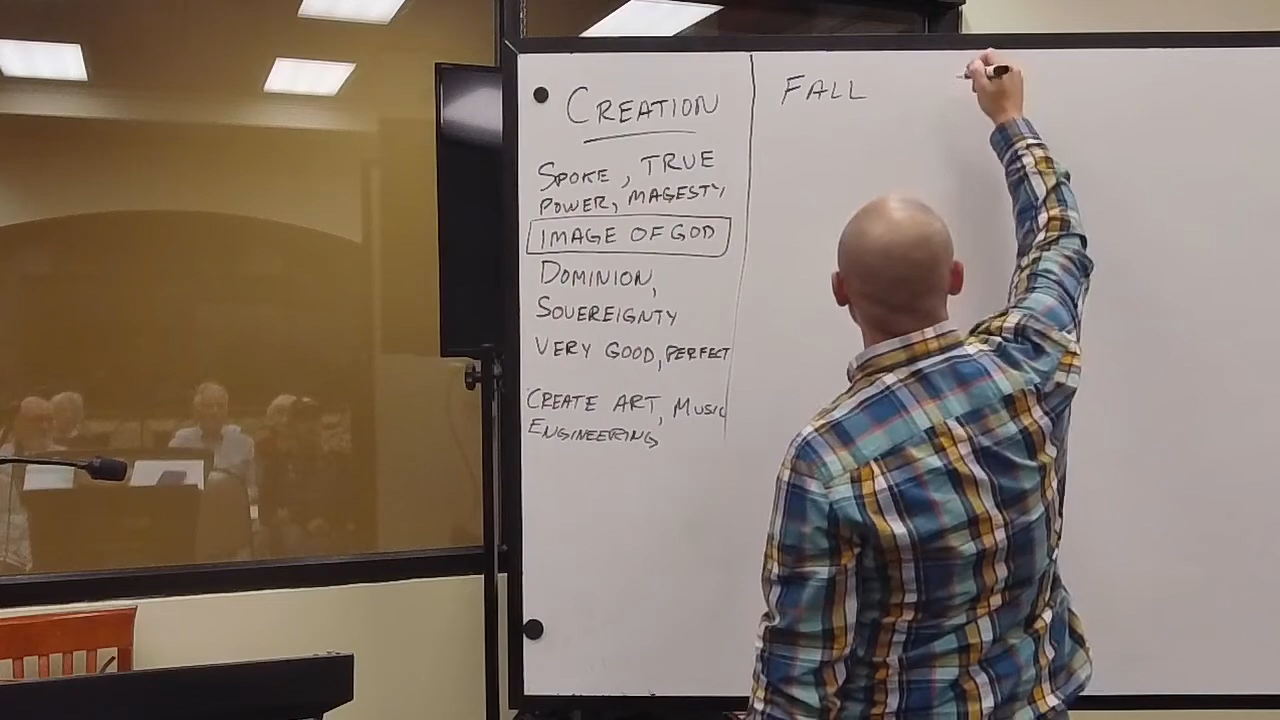 CREATION
SPOKE, TRUE
POWER, MAGESTY,
IMAGE OF GOD
DOMINION,
SOVEREIGNTY
VERY GOOD, PERFECT
CREATE ART, MUSIC
ENGINEERING
FALL